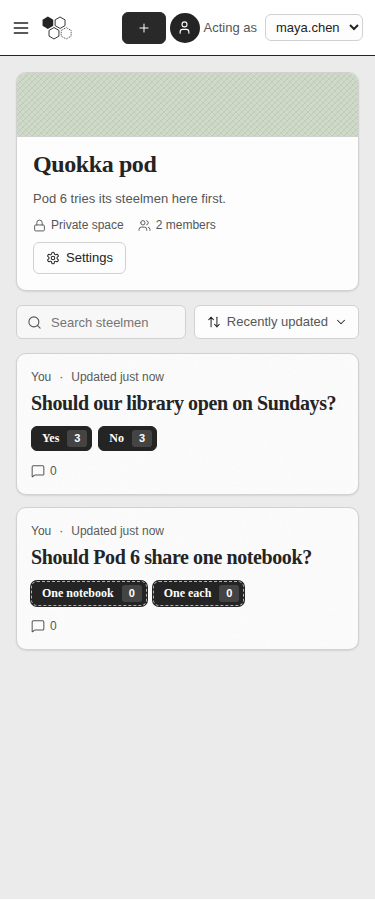 Acting as maya.chen
Quokka pod
Pod 6 tries its steelmen here first.
Private space 2 members
Settings
Search steelmen Recently updated
You · Updated just now
Should our library open on Sundays?
Yes 3 No 3
0
You · Updated just now
Should Pod 6 share one notebook?
One notebook 0 One each 0
0